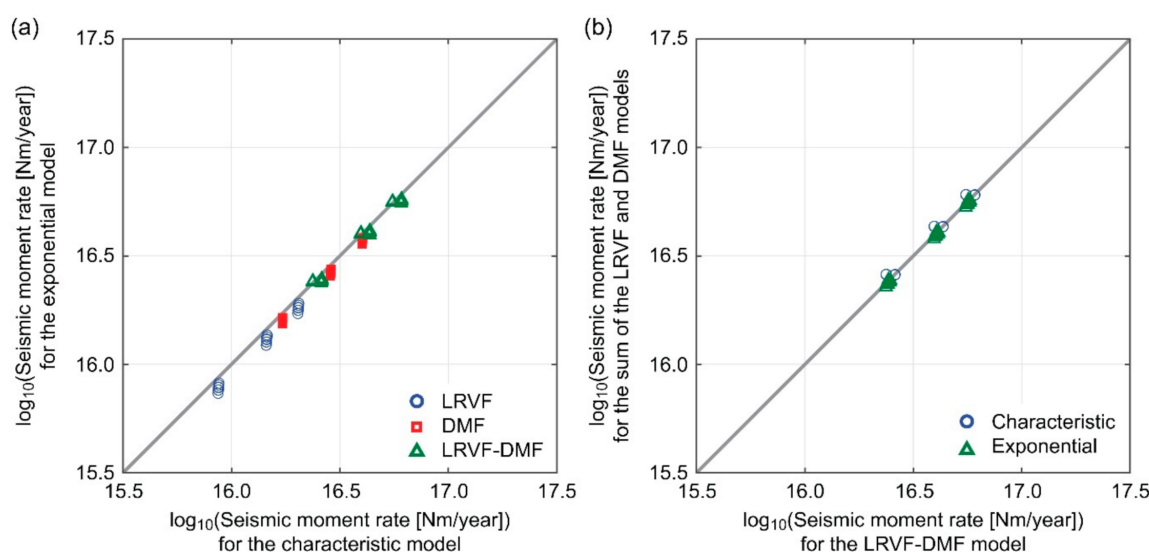 (a)
17.5
17.0
16.5
16.0
15.5
15.5
16.0
16.5
17.0
17.5
log10(Seismic moment rate [Nm/year])
for the exponential model
log10(Seismic moment rate [Nm/year])
for the characteristic model
LRVF
DMF
LRVF-DMF
(b)
17.5
17.0
16.5
16.0
15.5
15.5
16.0
16.5
17.0
17.5
log10(Seismic moment rate [Nm/year])
for the sum of the LRVF and DMF models
log10(Seismic moment rate [Nm/year])
for the LRVF-DMF model
Characteristic
Exponential